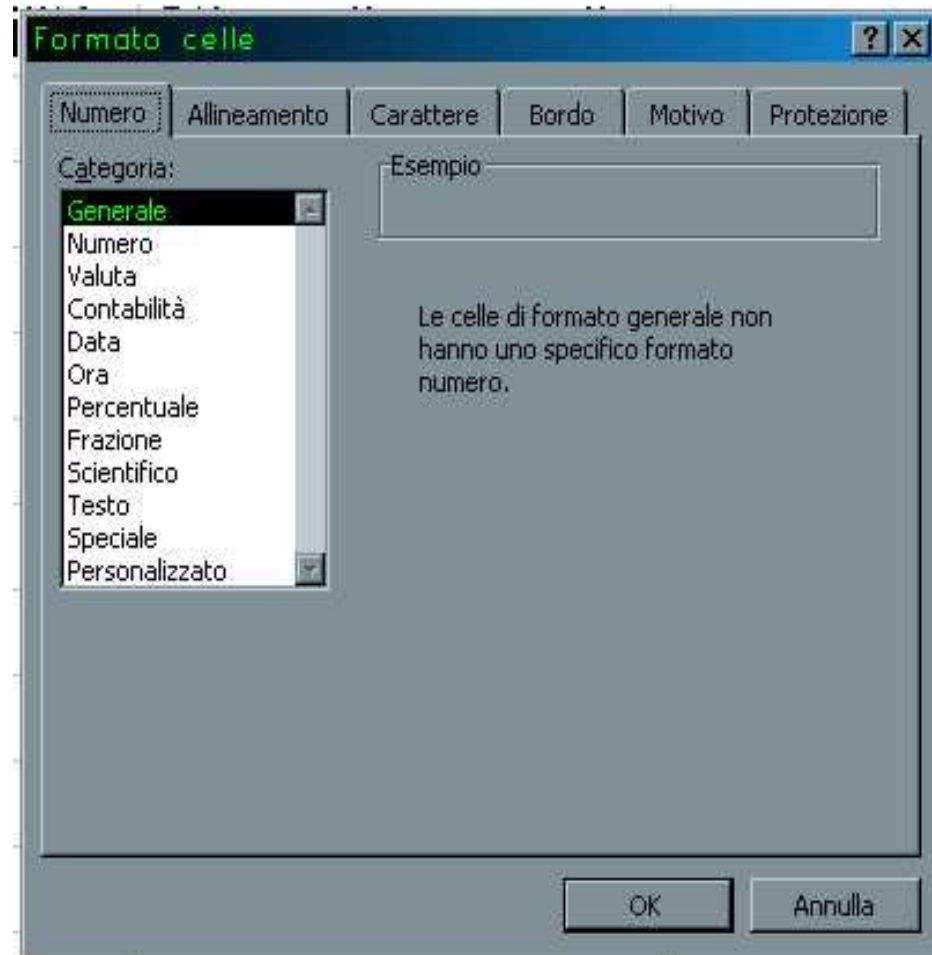 Formato celle
Numero Allineamento Carattere Bordo Motivo Protezione
Categoria:
Esempio
Generale
Numero
Valuta
Contabilità
Data
Ora
Percentuale
Frazione
Scientifico
Testo
Speciale
Personalizzato
Le celle di formato generale non
hanno uno specifico formato
numero.
OK Annulla